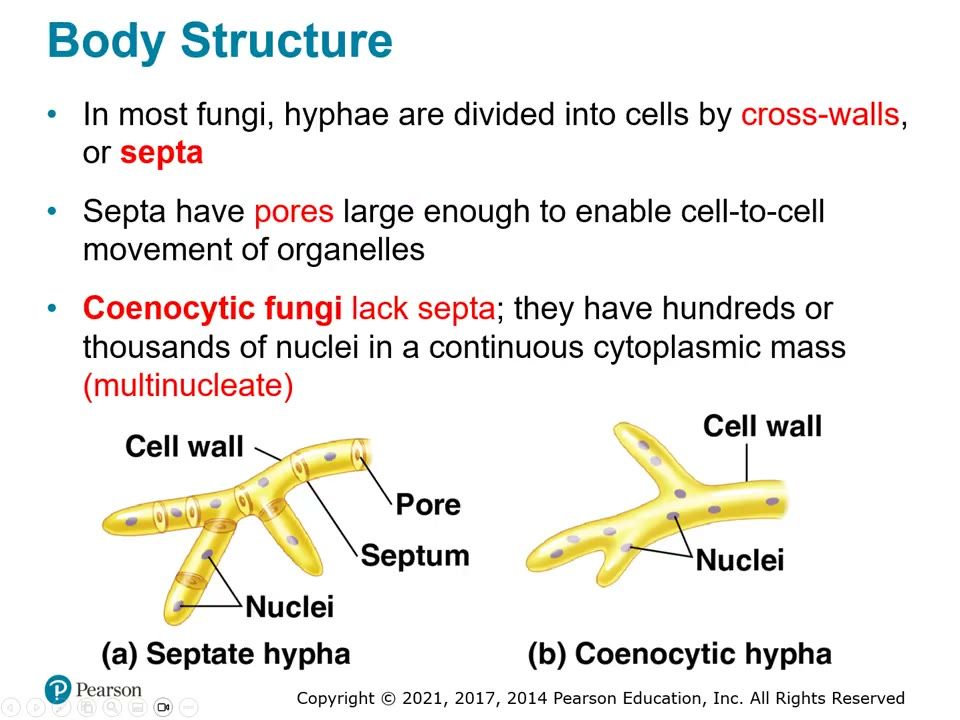 Body Structure
• In most fungi, hyphae are divided into cells by cross-walls,
or septa
• Septa have pores large enough to enable cell-to-cell
movement of organelles
• Coenocytic fungi lack septa; they have hundreds or
thousands of nuclei in a continuous cytoplasmic mass
(multinucleate)
Cell wall
Pore
Septum
Nuclei
(a) Septate hypha
Cell wall
Nuclei
(b) Coenocytic hypha
P Pearson
Copyright © 2021, 2017, 2014 Pearson Education, Inc. All Rights Reserved